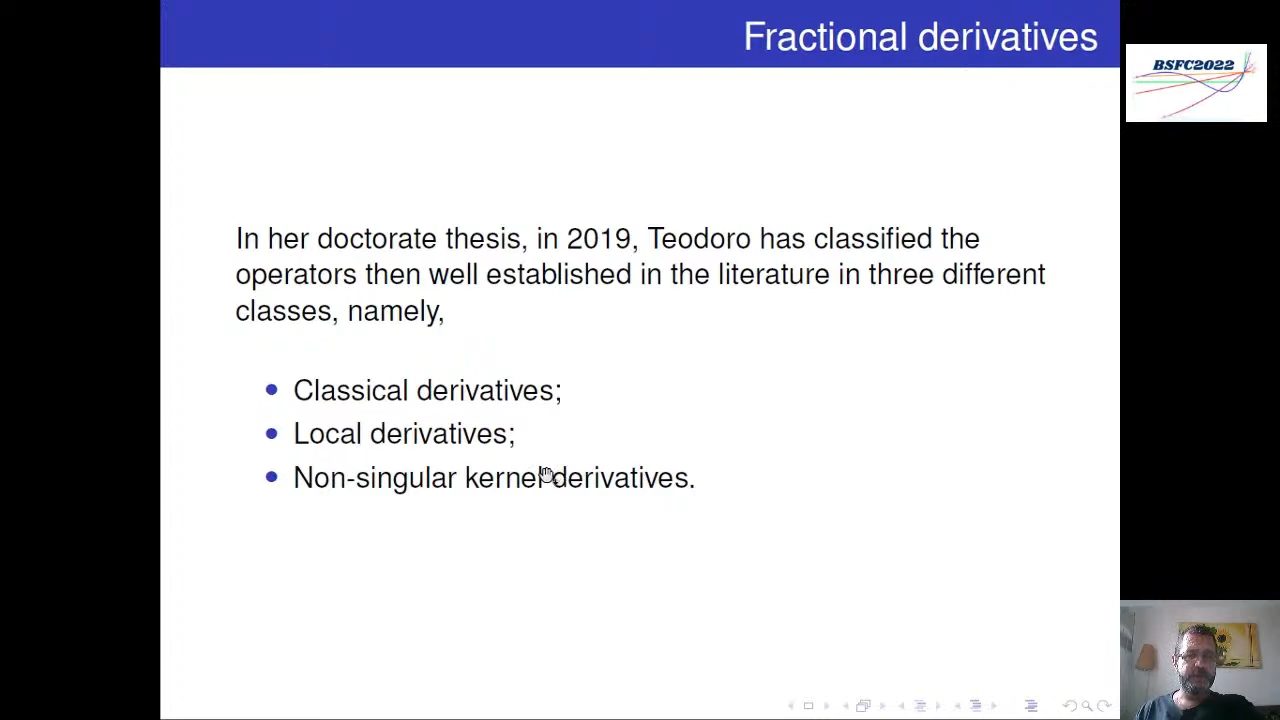 Fractional derivatives
BSFC2022
In her doctorate thesis, in 2019, Teodoro has classified the
operators then well established in the literature in three different
classes, namely,
Classical derivatives;
Local derivatives;
Non-singular kernel derivatives.